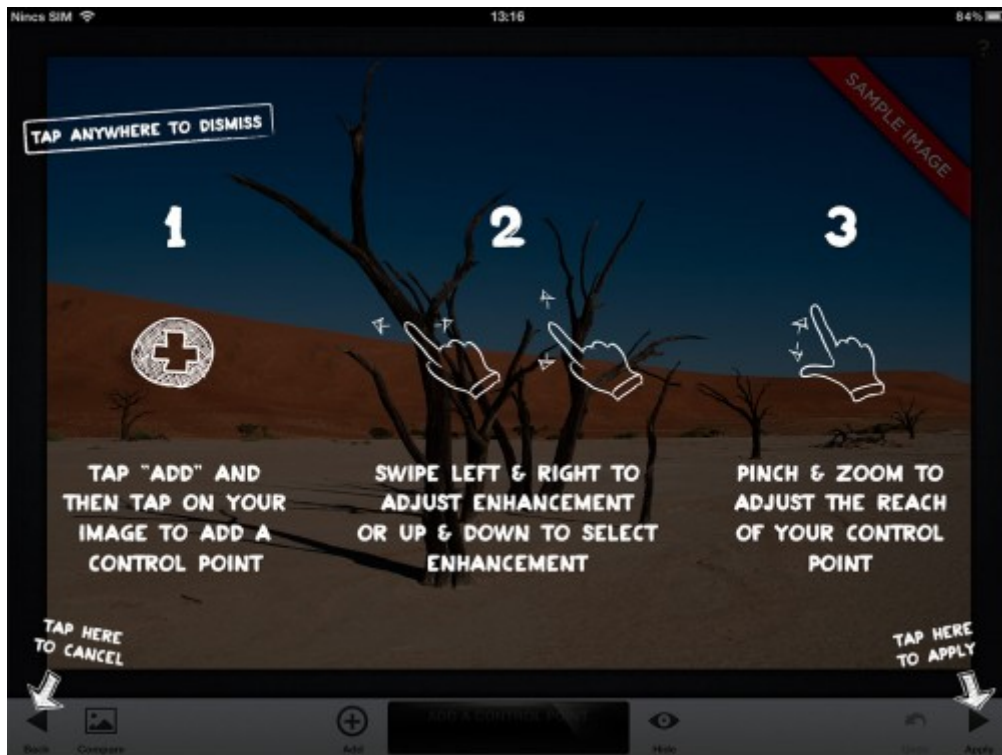 Nincs SIM
13:16
84%
?
SAMPLE IMAGE
TAP ANYWHERE TO DISMISS
1
2
3
TAP "ADD" AND
THEN TAP ON YOUR
IMAGE TO ADD A
CONTROL POINT
SWIPE LEFT & RIGHT TO
ADJUST ENHANCEMENT
OR UP & DOWN TO SELECT
ENHANCEMENT
PINCH & ZOOM TO
ADJUST THE REACH
OF YOUR CONTROL
POINT
TAP HERE
TO CANCEL
TAP HERE
TO APPLY
ADD A CONTROL POINT
Back
Compare
Add
Hide
Apply